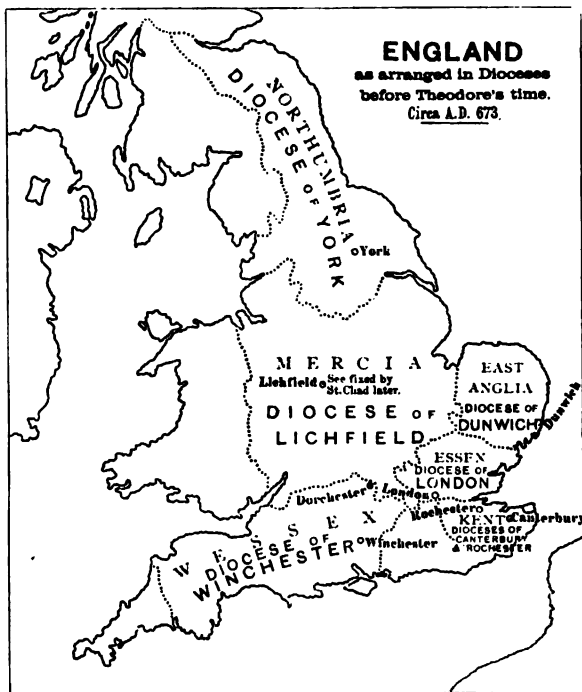 ENGLAND
as arranged in Dioceses
before Theodore's time.
Circa A.D. 673.
NORTHUMBRIA
DIOCESE OF YORK
York
MERCIA
Lichfield
See fixed by
St. Chad later.
DIOCESE OF
LICHFIELD
EAST
ANGLIA
DIOCESE OF
DUNWICH
Dunwich
ESSEX
DIOCESE OF
LONDON
Dorchester
London
Rochester
KENT
Canterbury
DIOCESES OF
CANTERBURY
& ROCHESTER
WESSEX
DIOCESE OF
WINCHESTER
Winchester